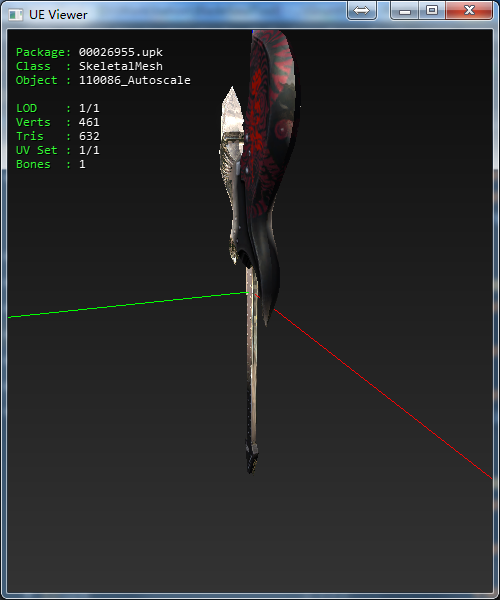 UE Viewer
Package: 00026955.upk
Class : SkeletalMesh
Object : 110086_Autoscale
LOD : 1/1
Verts : 461
Tris : 632
UV Set : 1/1
Bones : 1